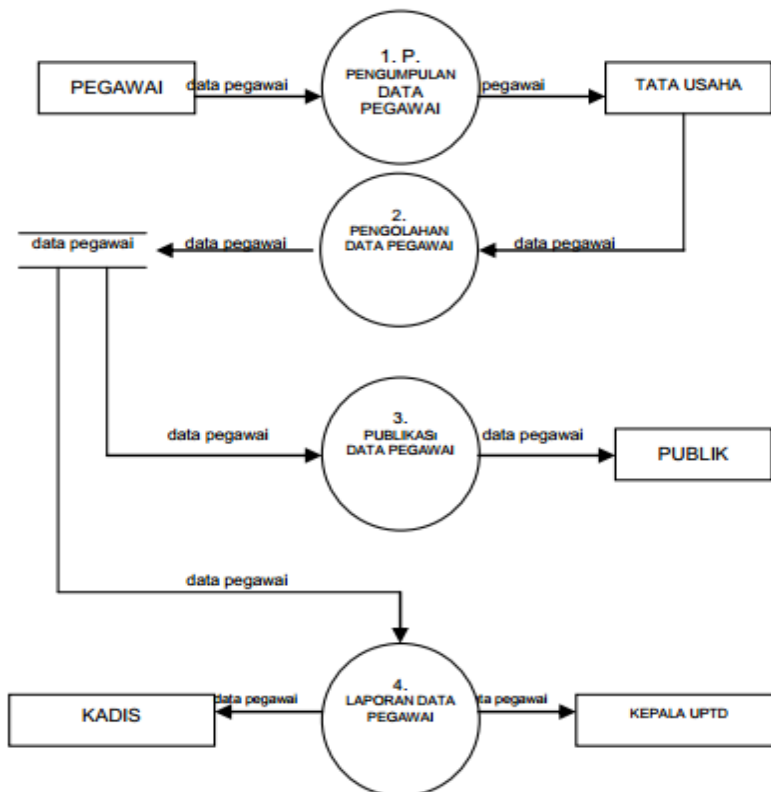 1. P.
PENGUMPULAN
DATA
PEGAWAI
PEGAWAI
data pegawai
pegawai
TATA USAHA
2.
PENGOLAHAN
DATA PEGAWAI
data pegawai
data pegawai
data pegawai
3.
PUBLIKASI
DATA PEGAWAI
data pegawai
data pegawai
PUBLIK
data pegawai
4.
LAPORAN DATA
PEGAWAI
KADIS
data pegawai
ta pegawai
KEPALA UPTD